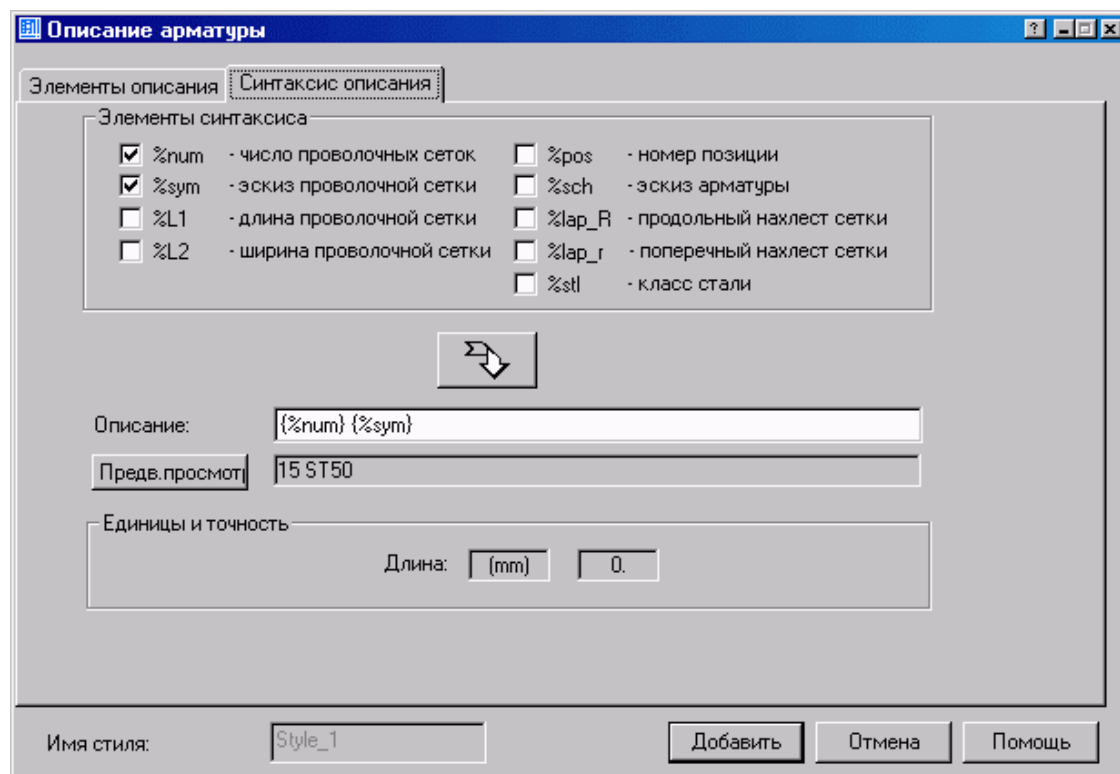 Описание арматуры
Элементы описания Синтаксис описания
Элементы синтаксиса
%num - число проволочных сеток
%sym - эскиз проволочной сетки
%L1 - длина проволочной сетки
%L2 - ширина проволочной сетки
%pos - номер позиции
%sch - эскиз арматуры
%lap_R - продольный нахлест сетки
%lap_r - поперечный нахлест сетки
%stl - класс стали
Описание: {%num} {%sym}
Предв.просмотр 15 ST50
Единицы и точность
Длина: (mm) 0.
Имя стиля: Style_1 Добавить Отмена Помощь